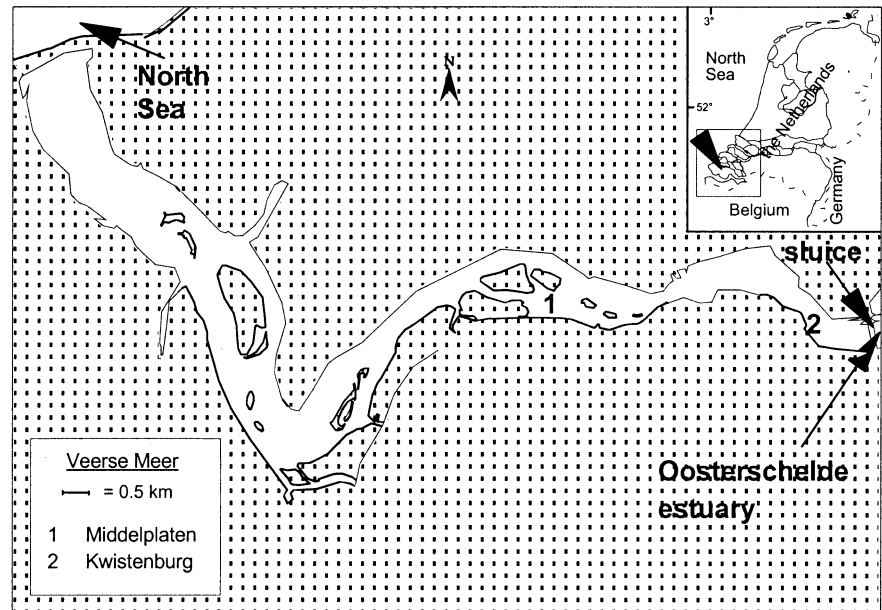 North
Sea
N
3°
North
Sea
52°
the Netherlands
Belgium
Germany
sluice
1
2
Oosterschelde
estuary
Veerse Meer
= 0.5 km
1 Middelplaten
2 Kwistenburg